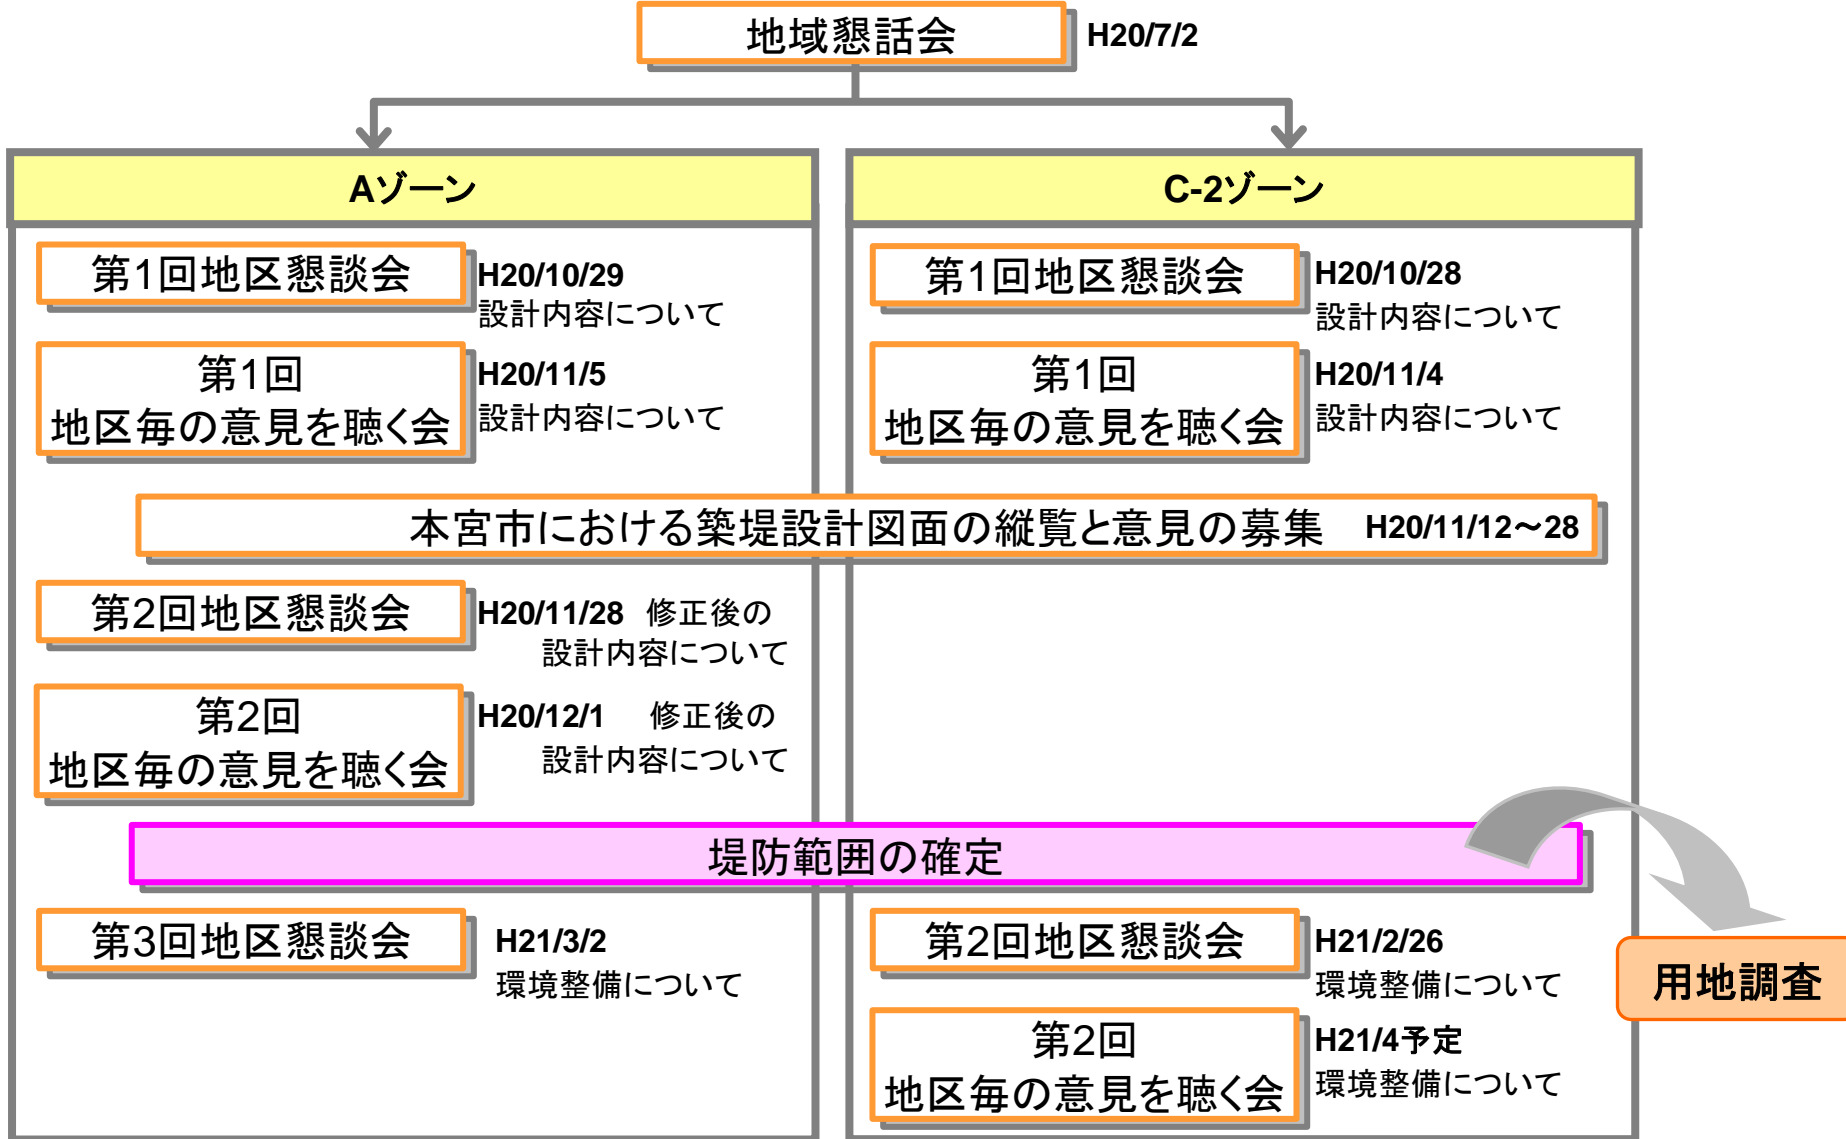 地域懇話会 H20/7/2
Aゾーン
第1回地区懇談会 H20/10/29
設計内容について
第1回
地区毎の意見を聴く会
H20/11/5
設計内容について
C-2ゾーン
第1回地区懇談会 H20/10/28
設計内容について
第1回
地区毎の意見を聴く会
H20/11/4
設計内容について
本宮市における築堤設計図面の縦覧と意見の募集 H20/11/12～28
第2回地区懇談会 H20/11/28 修正後の
設計内容について
第2回
地区毎の意見を聴く会
H20/12/1 修正後の
設計内容について
堤防範囲の確定
第3回地区懇談会 H21/3/2
環境整備について
第2回地区懇談会 H21/2/26
環境整備について
第2回
地区毎の意見を聴く会
H21/4予定
環境整備について
用地調査